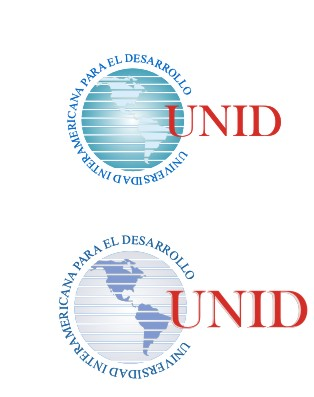 UNIVERSIDAD INTERAMERICANA PARA EL DESARROLLO
UNID
UNIVERSIDAD INTERAMERICANA PARA EL DESARROLLO
UNID